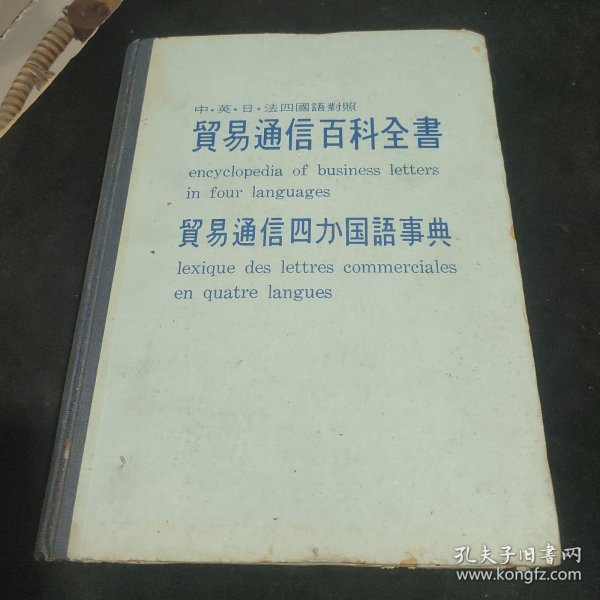 中·英·日·法四國語對照
貿易通信百科全書
encyclopedia of business letters
in four languages
貿易通信四カ国語事典
lexique des lettres commerciales
en quatre langues
孔夫子旧书网
www.kongfz.com